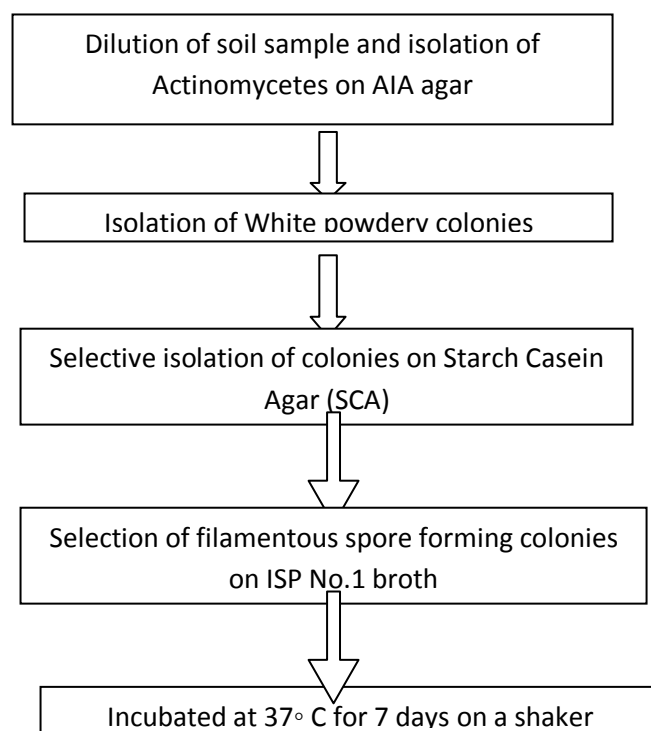 Dilution of soil sample and isolation of
Actinomycetes on AIA agar
Isolation of White powdery colonies
Selective isolation of colonies on Starch Casein
Agar (SCA)
Selection of filamentous spore forming colonies
on ISP No.1 broth
Incubated at 37◦ C for 7 days on a shaker